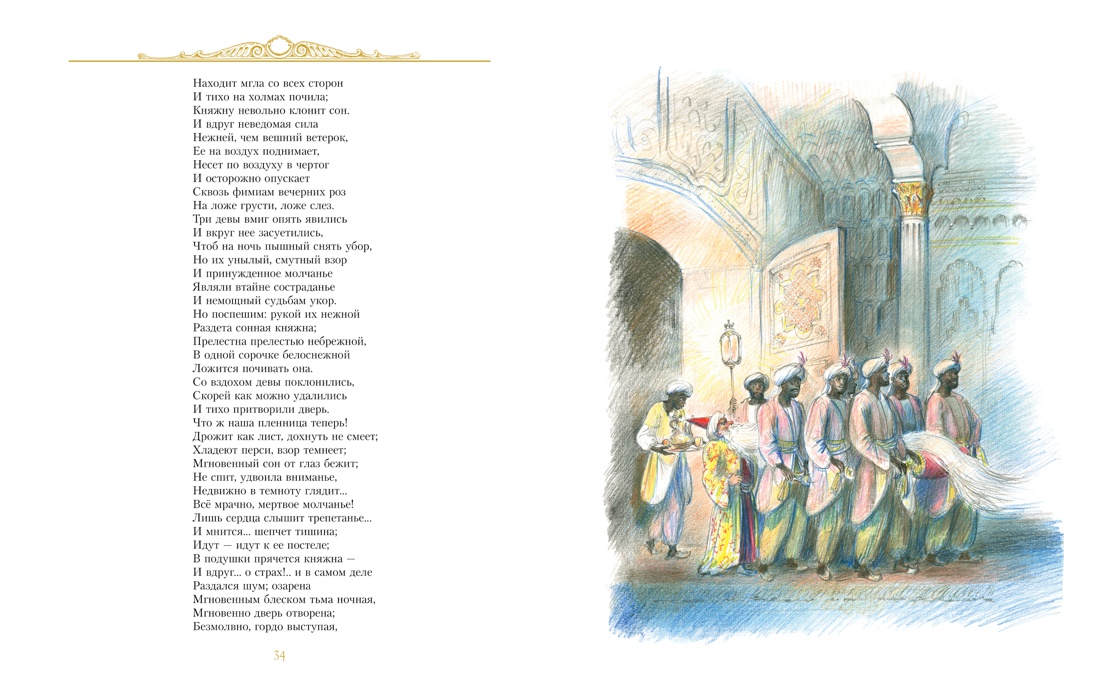 Находит мгла со всех сторон
И тихо на холмах почила;
Княжну невольно клонит сон.
И вдруг неведомая сила
Нежней, чем вешний ветерок,
Ее на воздух поднимает,
Несет по воздуху в чертог
И осторожно опускает
Сквозь фимиам вечерних роз
На ложе грусти, ложе слез.
Три девы вмиг опять явились
И вкруг нее засуетились,
Чтоб на ночь пышный снять убор,
Но их унылый, смутный взор
И принужденное молчанье
Являли втайне состраданье
И немощный судьбам укор.
Но поспешим: рукой их нежной
Раздета сонная княжна;
Прелестна прелестью небрежной,
В одной сорочке белоснежной
Ложится почивать она.
Со вздохом девы поклонились,
Скорей как можно удалились
И тихо притворили дверь.
Что ж наша пленница теперь!
Дрожит как лист, дохнуть не смеет;
Хладеют перси, взор темнеет;
Мгновенный сон от глаз бежит;
Не спит, удвоила вниманье,
Недвижно в темноту глядит...
Всё мрачно, мертвое молчанье!
Лишь сердца слышит трепетанье...
И мнится... шепчет тишина;
Идут — идут к ее постеле;
В подушки прячется княжна —
И вдруг... о страх!.. и в самом деле
Раздался шум; озарена
Мгновенным блеском тьма ночная,
Мгновенно дверь отворена;
Безмолвно, гордо выступая,
34